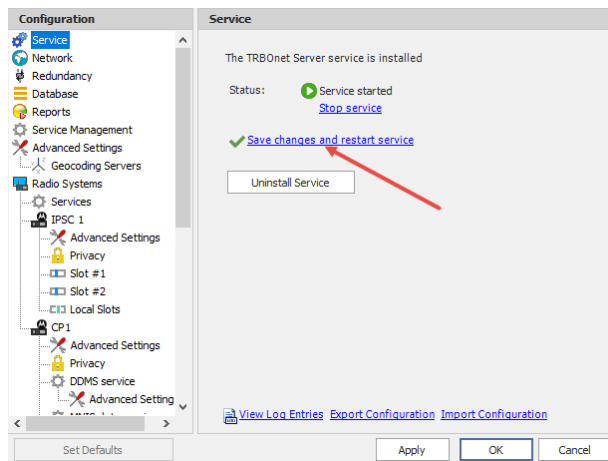 Configuration
Service
Network
Redundancy
Database
Reports
Service Management
Advanced Settings
Geocoding Servers
Radio Systems
Services
IPSC 1
Advanced Settings
Privacy
Slot #1
Slot #2
Local Slots
CP1
Advanced Settings
Privacy
DDMS service
Advanced Setting
Set Defaults
Service
The TRBOnet Server service is installed
Status: Service started
Stop service
Save changes and restart service
Uninstall Service
View Log Entries Export Configuration Import Configuration
Apply OK Cancel